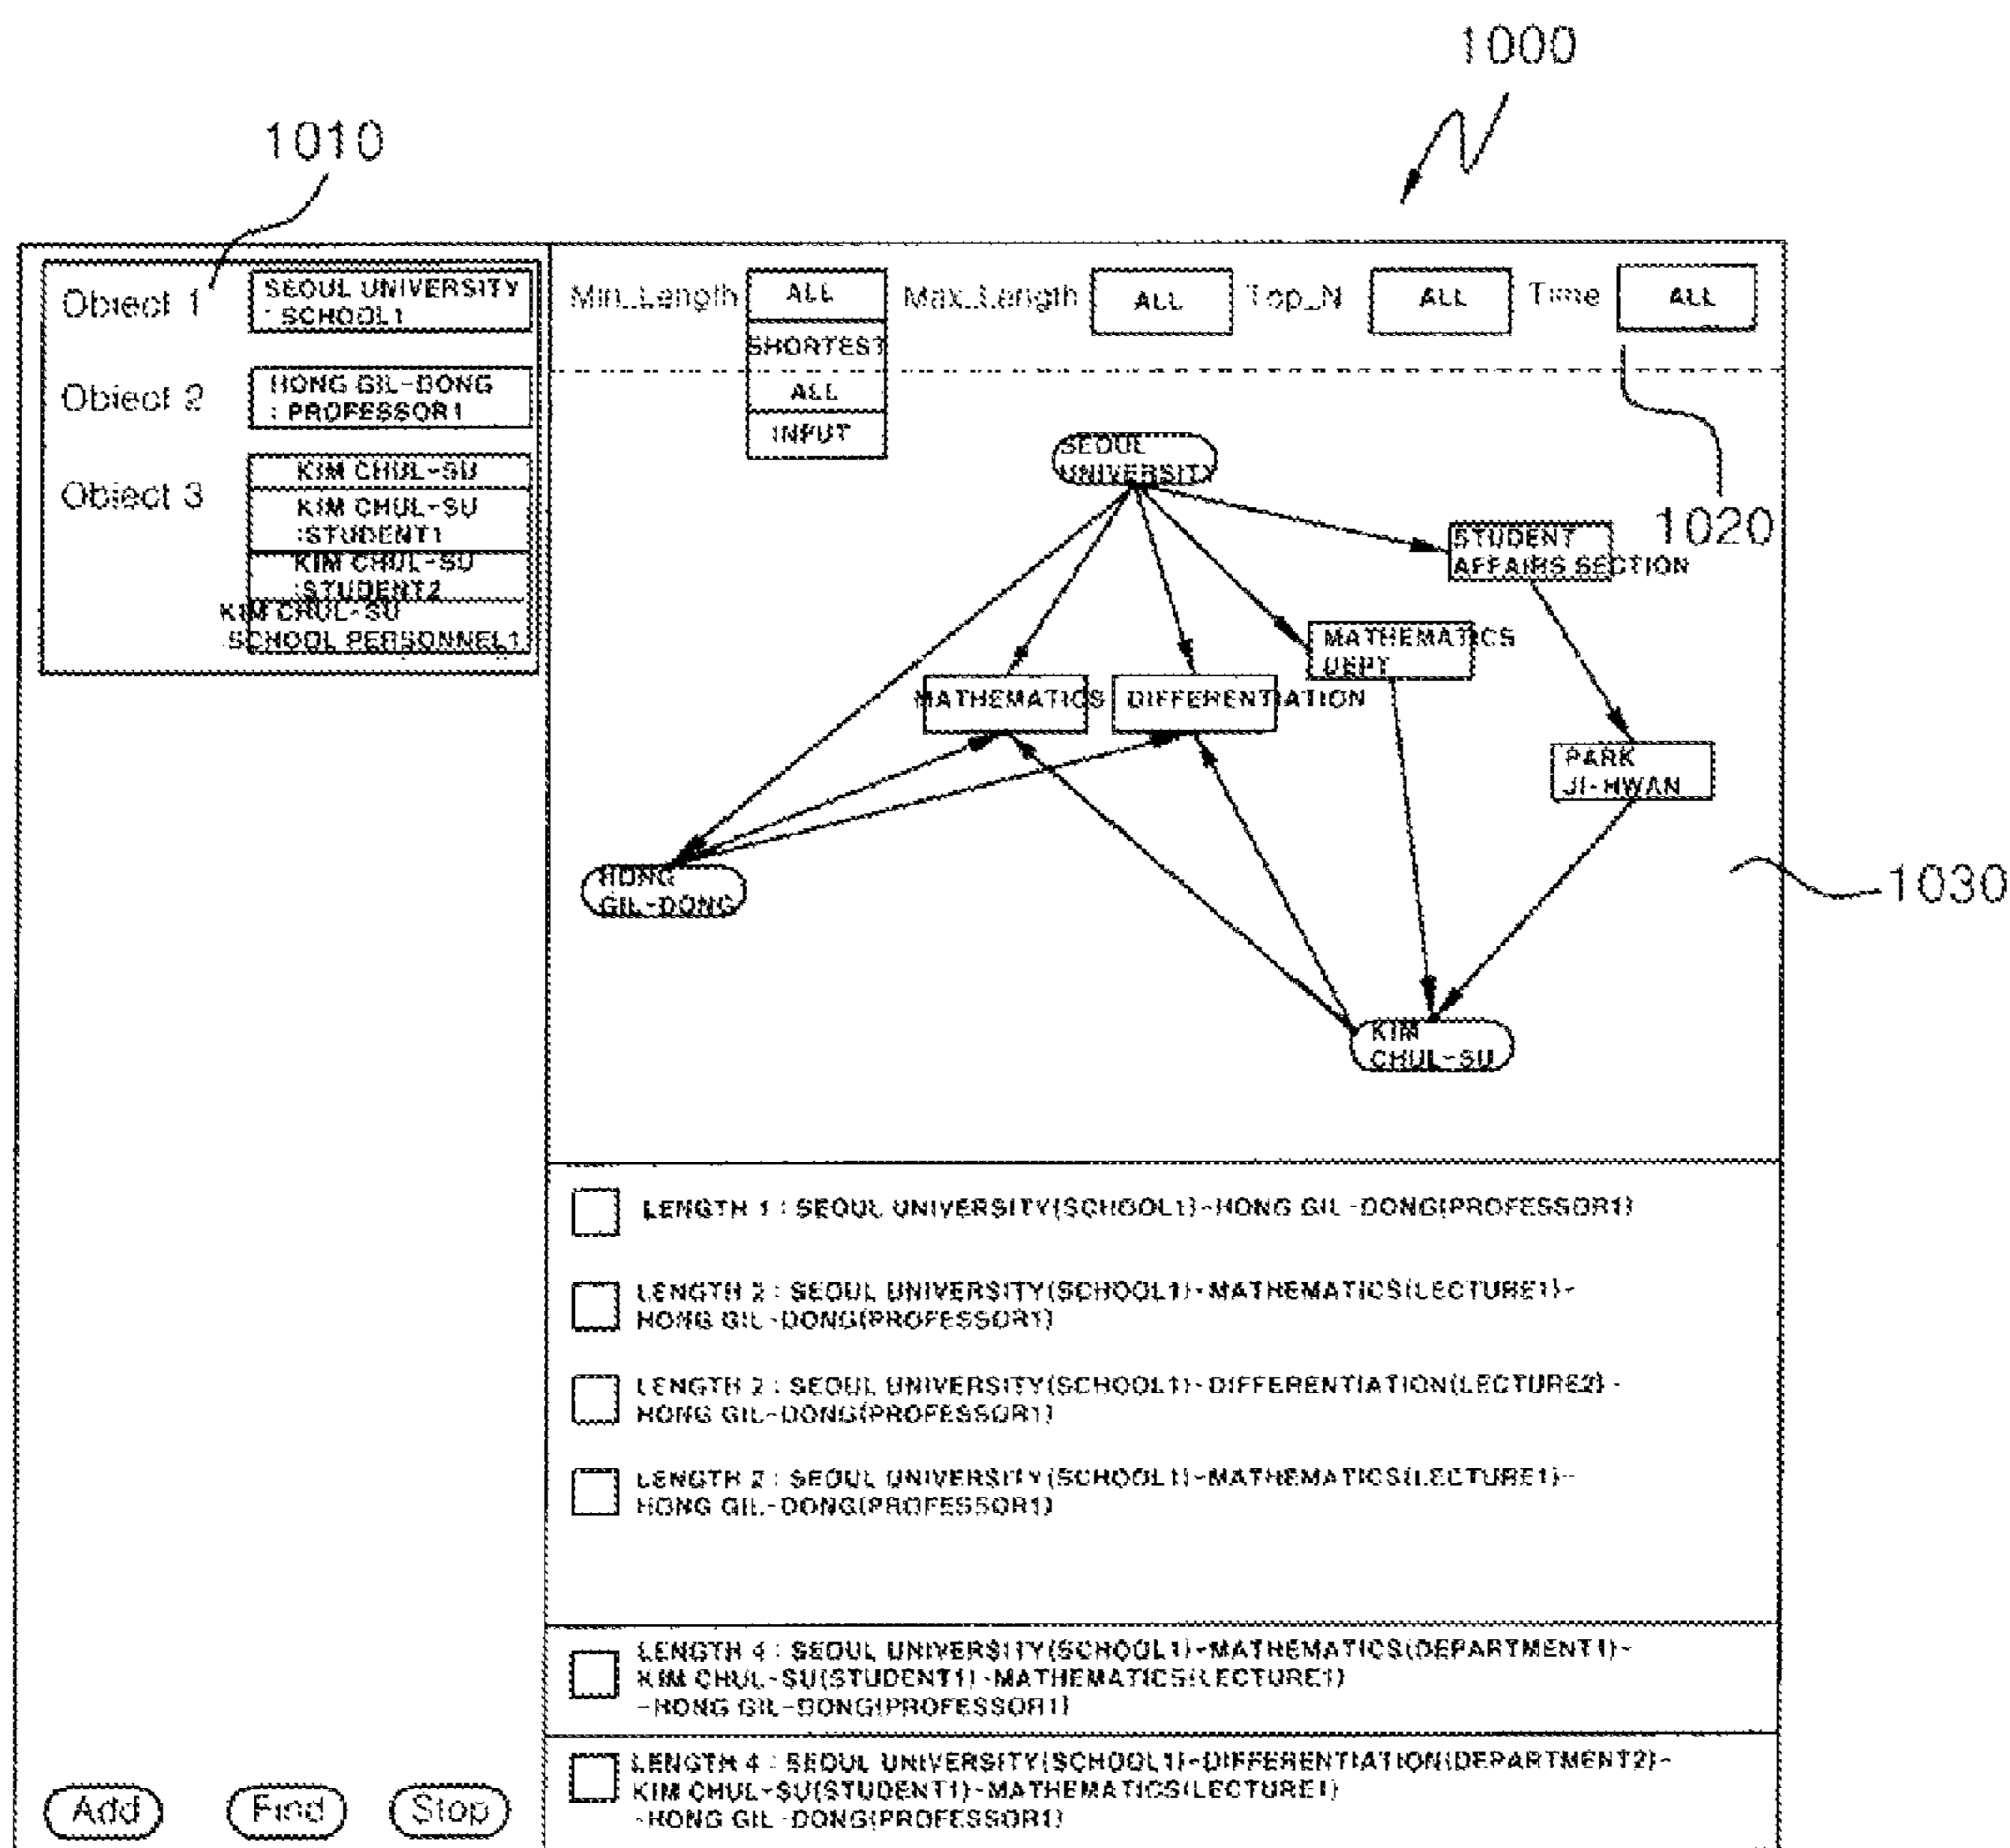 1000
1010
Object 1
SEOUL UNIVERSITY
: SCHOOL1
Object 2
HONG GIL-DONG
: PROFESSOR1
Object 3
KIM CHUL-SU
KIM CHUL-SU
:STUDENT1
KIM CHUL-SU
:STUDENT2
KIM CHUL-SU
:SCHOOL PERSONNEL1
Min_Length
ALL
SHORTEST
ALL
INPUT
Max_Length
ALL
Top_N
ALL
Time
ALL
1020
SEOUL
UNIVERSITY
STUDENT
AFFAIRS SECTION
MATHEMATICS
DEPT
MATHEMATICS
DIFFERENTIATION
PARK
JI-HWAN
HONG
GIL-DONG
1030
KIM
CHUL-SU
LENGTH 1 : SEOUL UNIVERSITY(SCHOOL1)-HONG GIL-DONG(PROFESSOR1)
LENGTH 2 : SEOUL UNIVERSITY(SCHOOL1)-MATHEMATICS(LECTURE1)-
HONG GIL-DONG(PROFESSOR1)
LENGTH 2 : SEOUL UNIVERSITY(SCHOOL1)-DIFFERENTIATION(LECTURE2)-
HONG GIL-DONG(PROFESSOR1)
LENGTH 2 : SEOUL UNIVERSITY(SCHOOL1)-MATHEMATICS(LECTURE1)-
HONG GIL-DONG(PROFESSOR1)
LENGTH 4 : SEOUL UNIVERSITY(SCHOOL1)-MATHEMATICS(DEPARTMENT1)-
KIM CHUL-SU(STUDENT1)-MATHEMATICS(LECTURE1)
-HONG GIL-DONG(PROFESSOR1)
LENGTH 4 : SEOUL UNIVERSITY(SCHOOL1)-DIFFERENTIATION(DEPARTMENT2)-
KIM CHUL-SU(STUDENT1)-MATHEMATICS(LECTURE1)
-HONG GIL-DONG(PROFESSOR1)
Add
Find
Stop